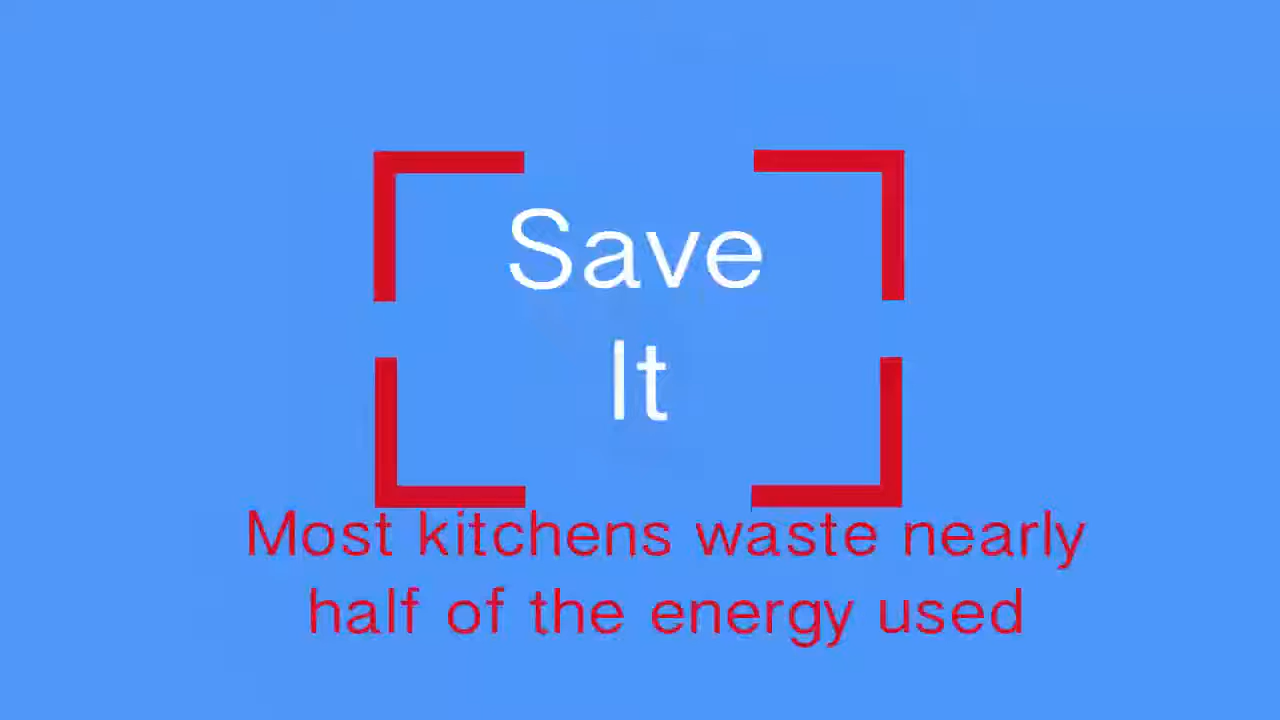 Save
It
Most kitchens waste nearly
half of the energy used